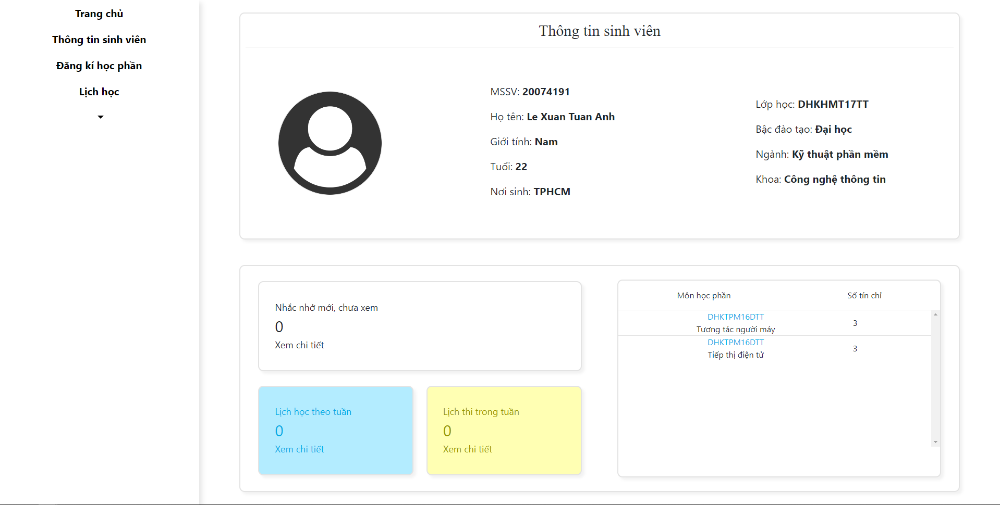 Trang chủ
Thông tin sinh viên
Đăng kí học phần
Lịch học
Thông tin sinh viên
MSSV: 20074191
Họ tên: Le Xuan Tuan Anh
Giới tính: Nam
Tuổi: 22
Nơi sinh: TPHCM
Lớp học: DHKHMT17TT
Bậc đào tạo: Đại học
Ngành: Kỹ thuật phần mềm
Khoa: Công nghệ thông tin
Nhắc nhở mới, chưa xem
0
Xem chi tiết
Lịch học theo tuần
0
Xem chi tiết
Lịch thi trong tuần
0
Xem chi tiết
Môn học phần Số tín chỉ
DHKTPM16DTT
Tương tác người máy
3
DHKTPM16DTT
Tiếp thị điện tử
3